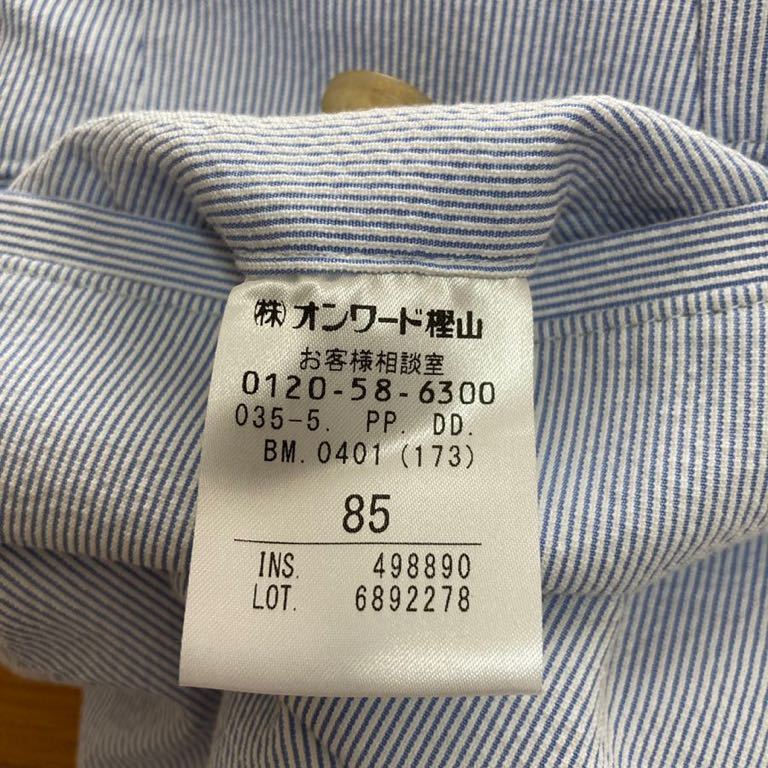 (株)オンワード樫山
お客様相談室
0120-58-6300
035-5. PP. DD.
BM.0401(173)
85
INS. 498890
LOT. 6892278